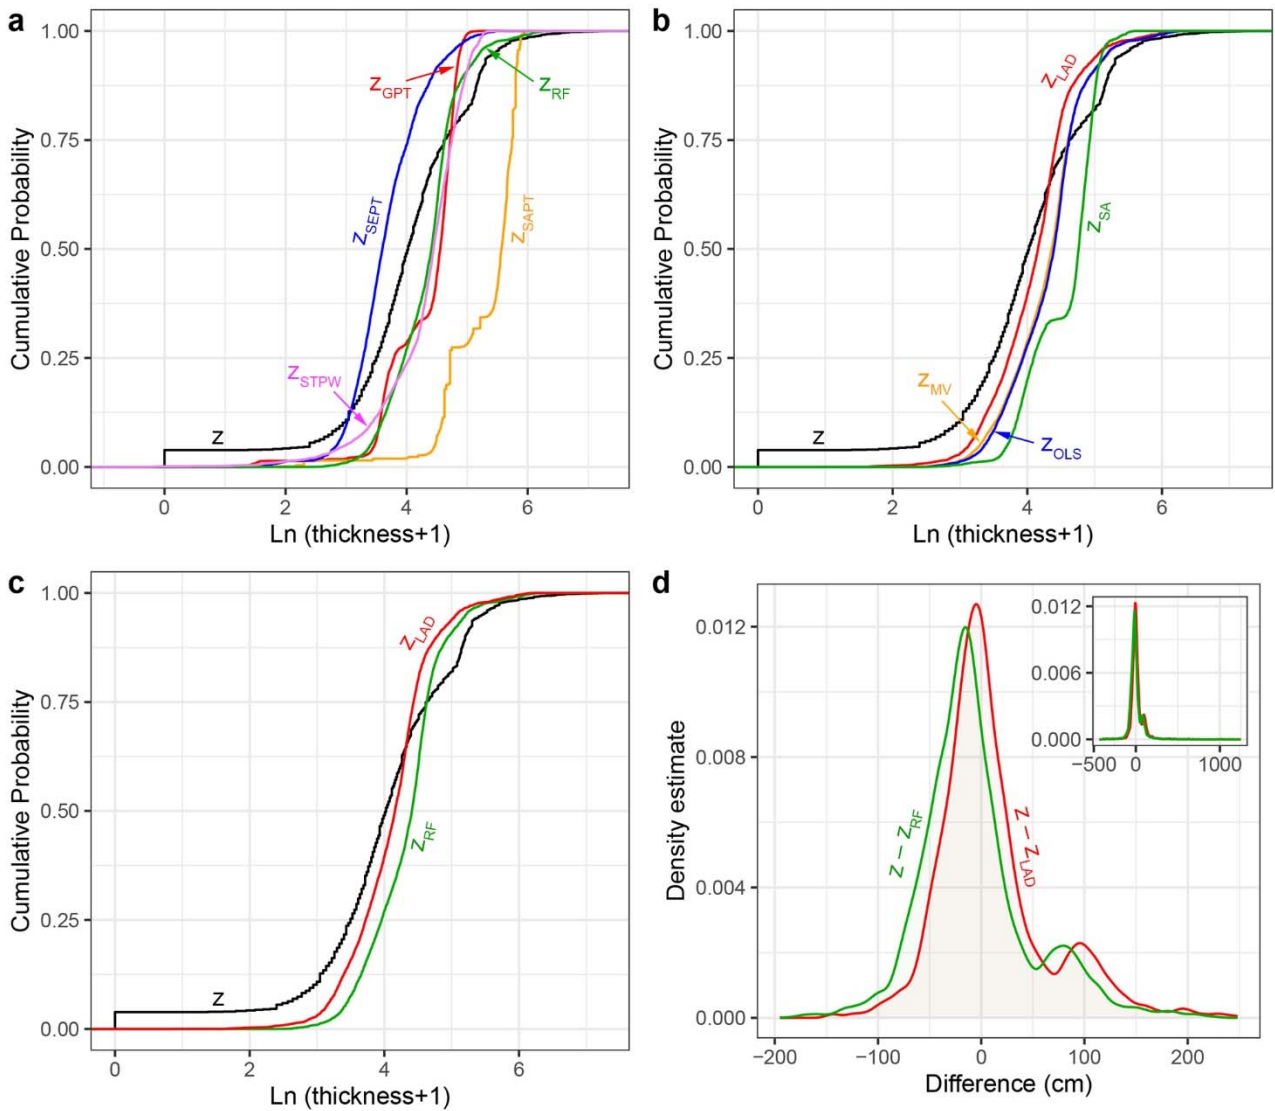 a
1.00
0.75
0.50
0.25
0.00
Cumulative Probability
0 2 4 6
Ln (thickness+1)
z
zSEPT
zGPT
zRF
zSAPT
zSTPW
b
1.00
0.75
0.50
0.25
0.00
Cumulative Probability
0 2 4 6
Ln (thickness+1)
z
zLAD
zSA
zMV
zOLS
c
1.00
0.75
0.50
0.25
0.00
Cumulative Probability
0 2 4 6
Ln (thickness+1)
z
zLAD
zRF
d
0.012
0.008
0.004
0.000
Density estimate
−200 −100 0 100 200
Difference (cm)
z − zRF
z − zLAD
0.012
0.006
0.000
−500 0 1000